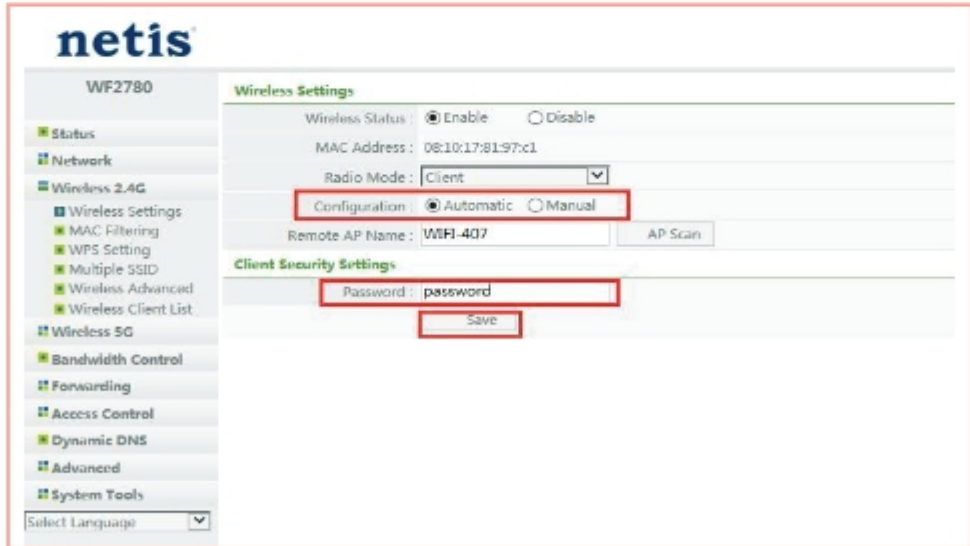 netis
WF2780
Status
Network
Wireless 2.4G
Wireless Settings
MAC Filtering
WPS Setting
Multiple SSID
Wireless Advanced
Wireless Client List
Wireless 5G
Bandwidth Control
Forwarding
Access Control
Dynamic DNS
Advanced
System Tools
Select Language
Wireless Settings
Wireless Status : Enable Disable
MAC Address : 08:10:17:81:97:c1
Radio Mode : Client
Configuration : Automatic Manual
Remote AP Name : WIFI-407 AP Scan
Client Security Settings
Password : password
Save